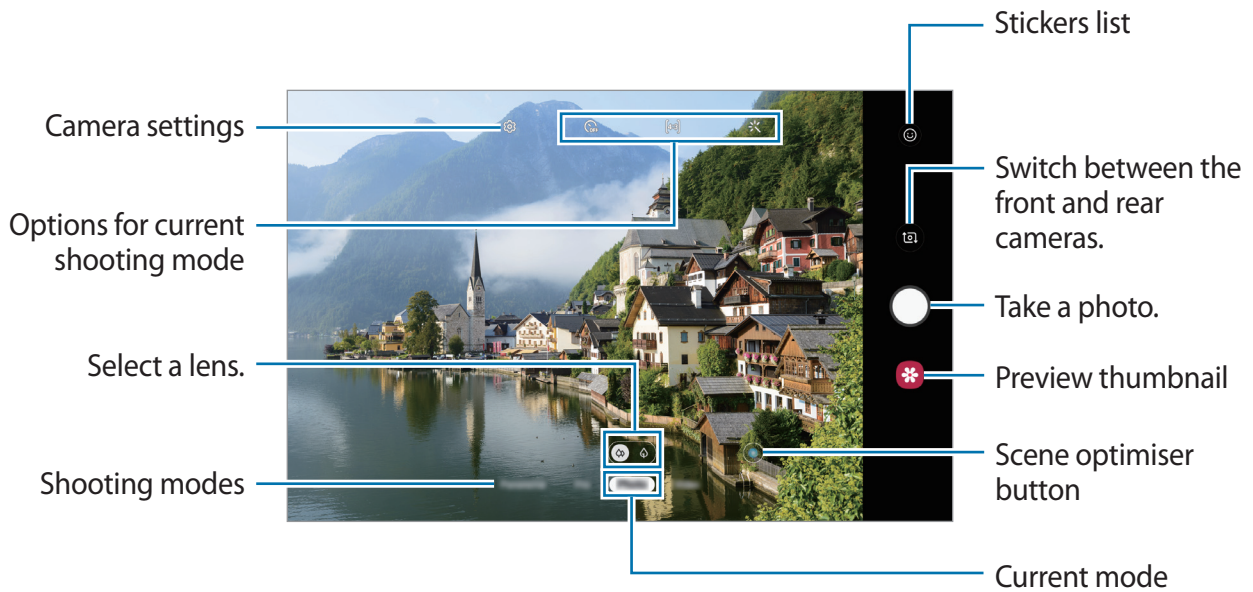 Stickers list
Camera settings
Switch between the
front and rear
cameras.
Options for current
shooting mode
Take a photo.
Select a lens.
Preview thumbnail
Scene optimiser
button
Shooting modes
Current mode